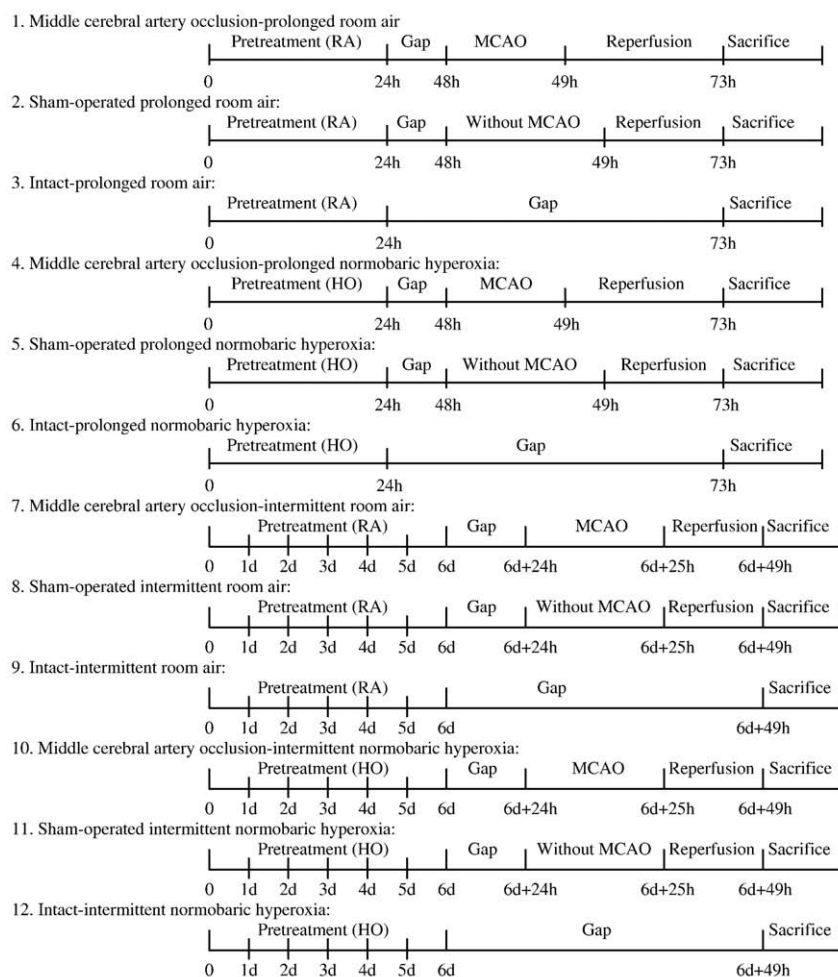 1. Middle cerebral artery occlusion-prolonged room air
Pretreatment (RA) Gap MCAO Reperfusion Sacrifice
0 24h 48h 49h 73h
2. Sham-operated prolonged room air:
Pretreatment (RA) Gap Without MCAO Reperfusion Sacrifice
0 24h 48h 49h 73h
3. Intact-prolonged room air:
Pretreatment (RA) Gap Sacrifice
0 24h 73h
4. Middle cerebral artery occlusion-prolonged normobaric hyperoxia:
Pretreatment (HO) Gap MCAO Reperfusion Sacrifice
0 24h 48h 49h 73h
5. Sham-operated prolonged normobaric hyperoxia:
Pretreatment (HO) Gap Without MCAO Reperfusion Sacrifice
0 24h 48h 49h 73h
6. Intact-prolonged normobaric hyperoxia:
Pretreatment (HO) Gap Sacrifice
0 24h 73h
7. Middle cerebral artery occlusion-intermittent room air:
Pretreatment (RA) Gap MCAO Reperfusion Sacrifice
0 1d 2d 3d 4d 5d 6d 6d+24h 6d+25h 6d+49h
8. Sham-operated intermittent room air:
Pretreatment (RA) Gap Without MCAO Reperfusion Sacrifice
0 1d 2d 3d 4d 5d 6d 6d+24h 6d+25h 6d+49h
9. Intact-intermittent room air:
Pretreatment (RA) Gap Sacrifice
0 1d 2d 3d 4d 5d 6d 6d+49h
10. Middle cerebral artery occlusion-intermittent normobaric hyperoxia:
Pretreatment (HO) Gap MCAO Reperfusion Sacrifice
0 1d 2d 3d 4d 5d 6d 6d+24h 6d+25h 6d+49h
11. Sham-operated intermittent normobaric hyperoxia:
Pretreatment (HO) Gap Without MCAO Reperfusion Sacrifice
0 1d 2d 3d 4d 5d 6d 6d+24h 6d+25h 6d+49h
12. Intact-intermittent normobaric hyperoxia:
Pretreatment (HO) Gap Sacrifice
0 1d 2d 3d 4d 5d 6d 6d+49h